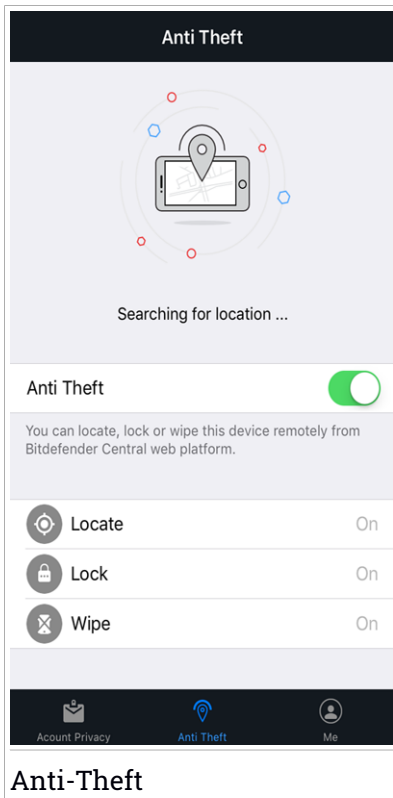 Anti Theft
Searching for location ...
Anti Theft
You can locate, lock or wipe this device remotely from
Bitdefender Central web platform.
Locate On
Lock On
Wipe On
Acount Privacy Anti Theft Me
Anti-Theft